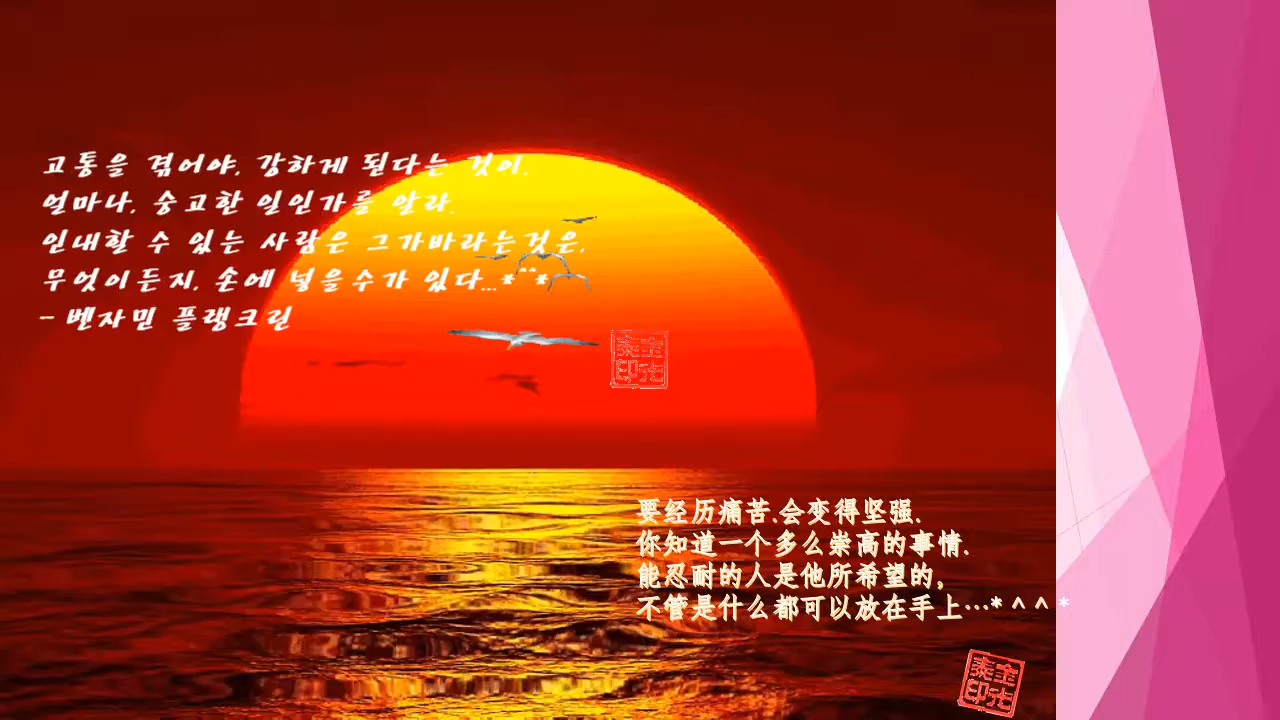 고통을 겪어야, 강하게 된다는 것이,
얼마나, 숭고한 일인가를 알라.
인내할 수 있는 사람은 그가바라는것은,
무엇이든지, 손에 넣을수가 있다...*^^*
- 벤자민 플랭크린
要经历痛苦.会变得坚强.
你知道一个多么崇高的事情.
能忍耐的人是他所希望的，
不管是什么都可以放在手上…*^^*